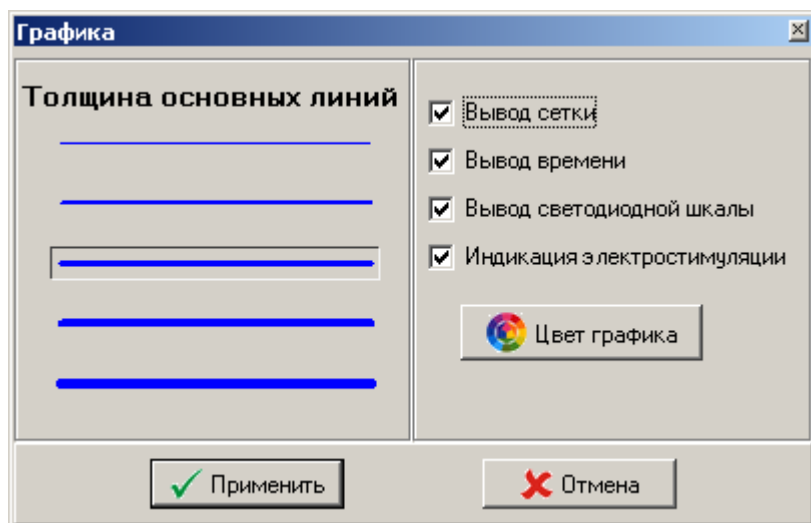 Графика
Толщина основных линий
Вывод сетки
Вывод времени
Вывод светодиодной шкалы
Индикация электростимуляции
Цвет графика
Применить
Отмена